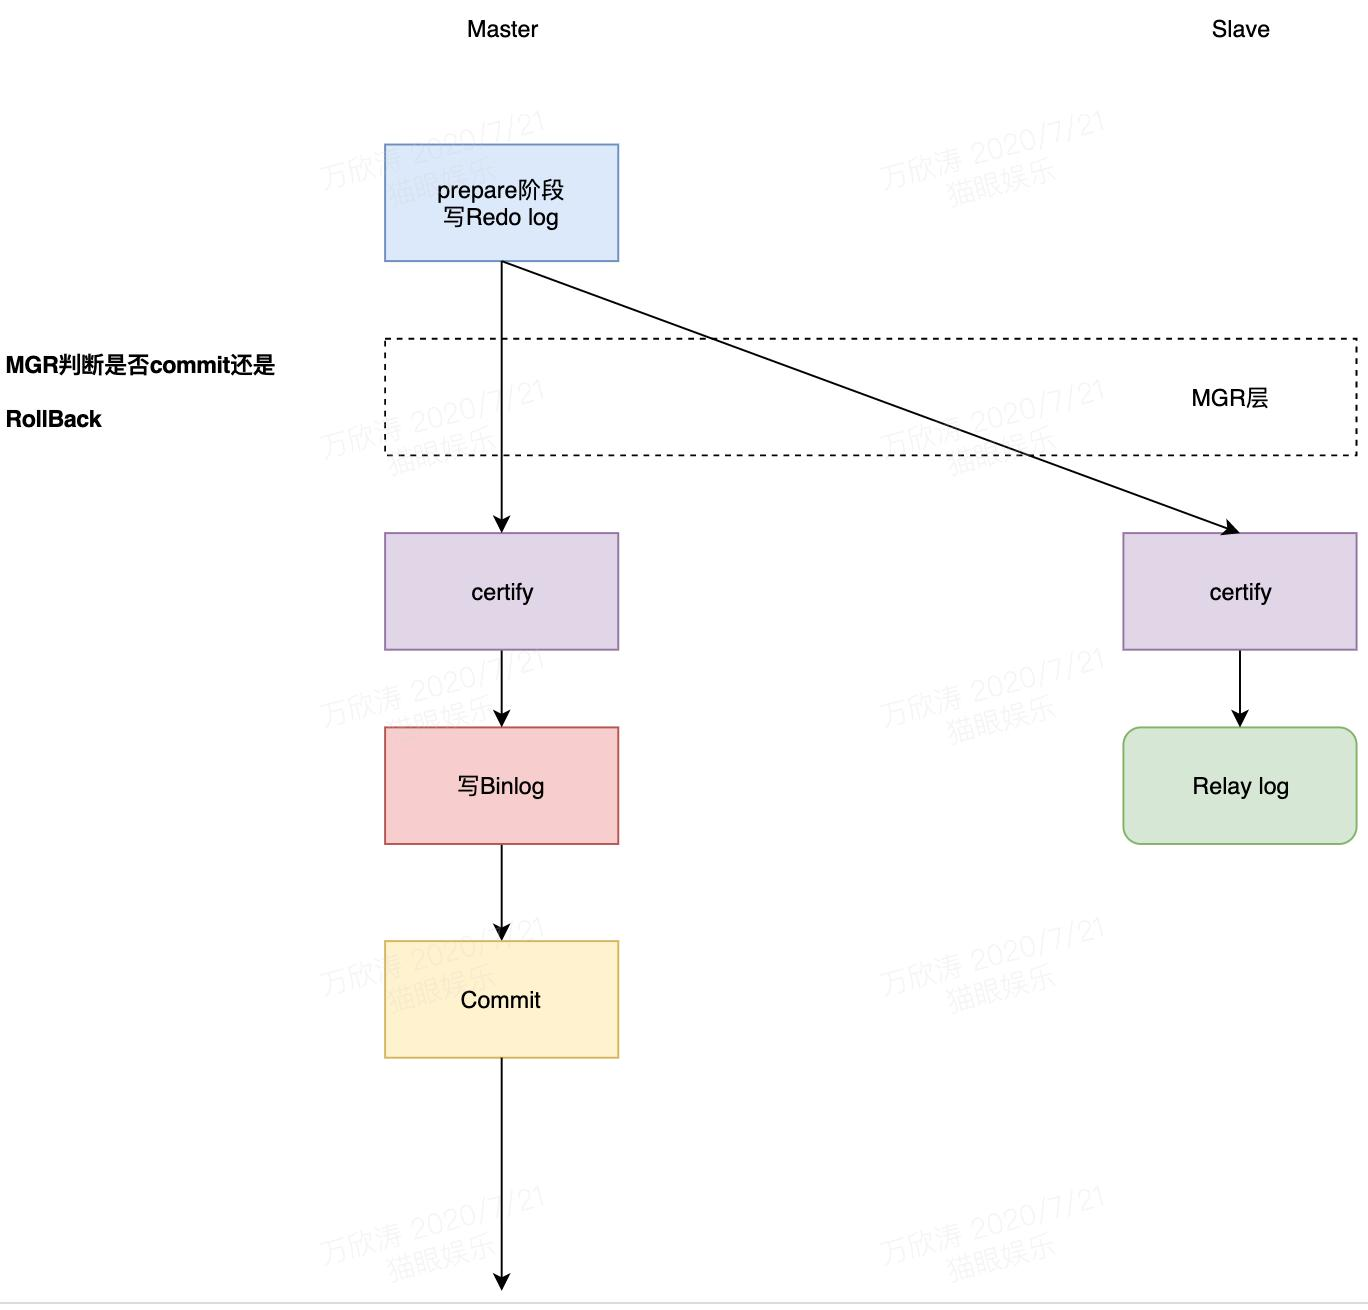 Master
Slave
万欣涛 2020/7/21
猫眼娱乐
万欣涛 2020/7/21
猫眼娱乐
prepare阶段
写Redo log
MGR判断是否commit还是
RollBack
MGR层
万欣涛 2020/7/21
猫眼娱乐
万欣涛 2020/7/21
猫眼娱乐
certify
certify
万欣涛 2020/7/21
猫眼娱乐
万欣涛 2020/7/21
猫眼娱乐
写Binlog
Relay log
万欣涛 2020/7/21
猫眼娱乐
万欣涛 2020/7/21
猫眼娱乐
Commit
万欣涛 2020/7/21
猫眼娱乐
万欣涛 2020/7/21
猫眼娱乐